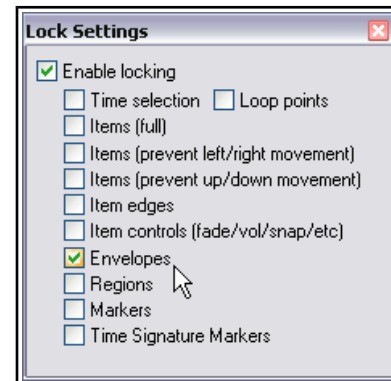 Lock Settings
Enable locking
Time selection Loop points
Items (full)
Items (prevent left/right movement)
Items (prevent up/down movement)
Item edges
Item controls (fade/vol/snap/etc)
Envelopes
Regions
Markers
Time Signature Markers